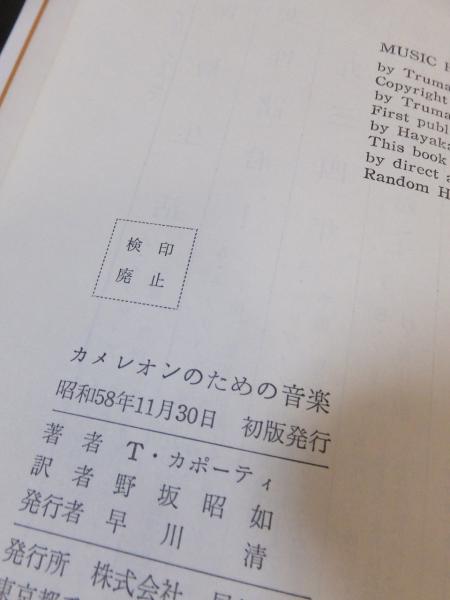 MUSIC
by Truma
Copyright
by Truma
First publ
by Hayaka
This book
by direct a
Random H
検印
廃止
カメレオンのための音楽
昭和58年11月30日 初版発行
著者 T・カポーティ
訳者 野坂昭如
発行者 早川清
発行所 株式会社
東京都